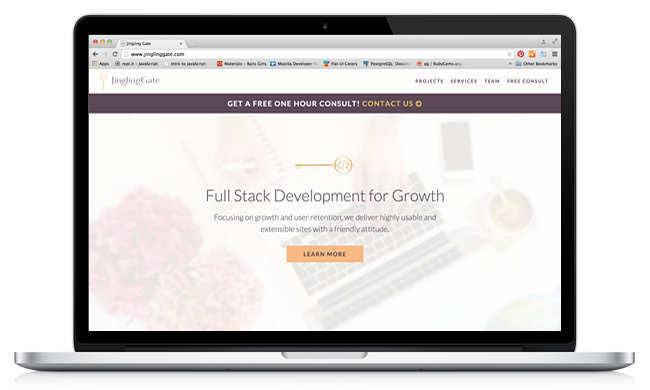 Jingling Gate
www.jinglinggate.com
Apps repl.it - JavaScript Intro to JavaScript Materials - Rails Girls Mozilla Developer Flat UI Colors PostgreSQL: Docum pg | RubyGems.org » Other Bookmarks
JinglingGate PROJECTS SERVICES TEAM FREE CONSULT
GET A FREE ONE HOUR CONSULT! CONTACT US
</>
Full Stack Development for Growth
Focusing on growth and user retention, we deliver highly usable and
extensible sites with a friendly attitude.
LEARN MORE